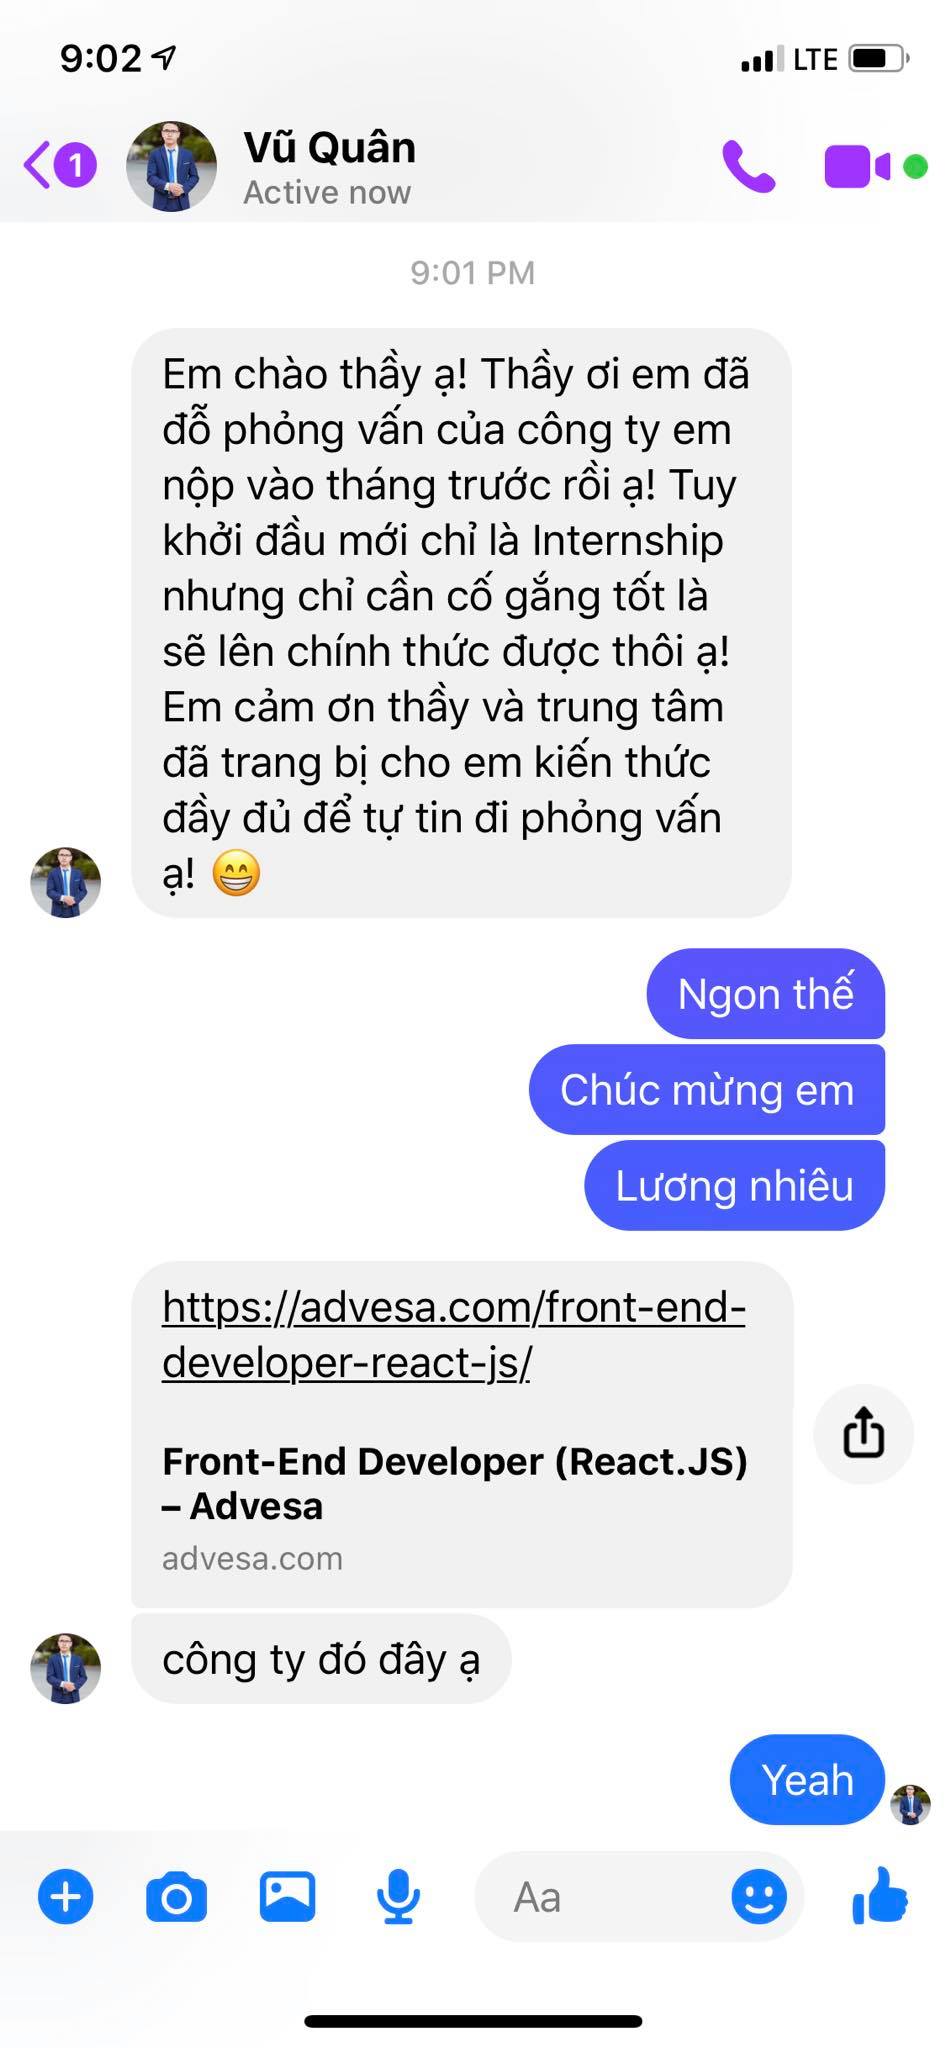 9:02
LTE
1
Vũ Quân
Active now
9:01 PM
Em chào thầy ạ! Thầy ơi em đã
đỗ phỏng vấn của công ty em
nộp vào tháng trước rồi ạ! Tuy
khởi đầu mới chỉ là Internship
nhưng chỉ cần cố gắng tốt là
sẽ lên chính thức được thôi ạ!
Em cảm ơn thầy và trung tâm
đã trang bị cho em kiến thức
đầy đủ để tự tin đi phỏng vấn
ạ! 😁
Ngon thế
Chúc mừng em
Lương nhiêu
https://advesa.com/front-end-
developer-react-js/
Front-End Developer (React.JS)
– Advesa
advesa.com
công ty đó đây ạ
Yeah
Aa